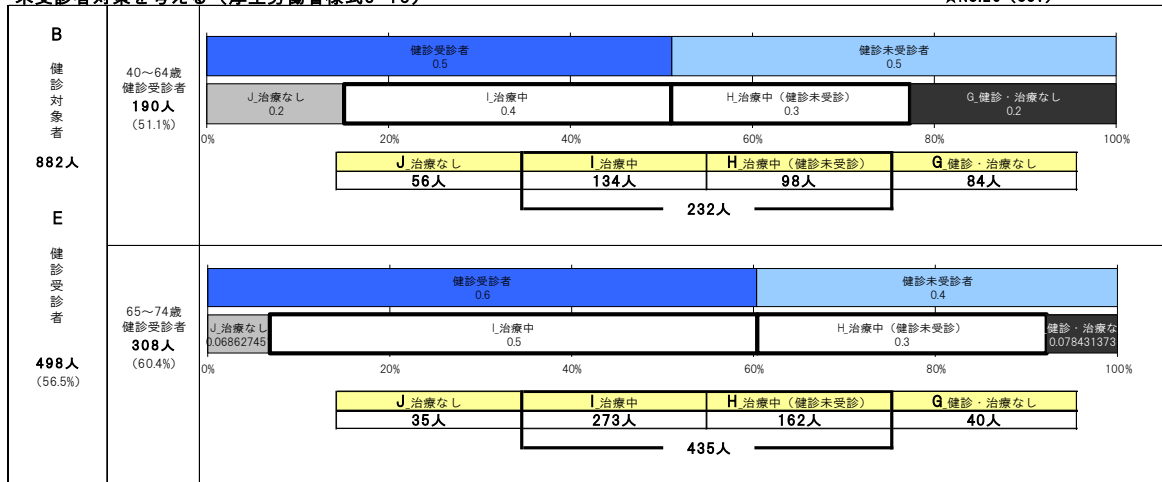 未受診者対策を考える（厚生労働省様式
B
健診対象者
882人
E
健診受診者
498人
(56.5%)
40～64歳
健診受診者
190人
(51.1%)
健診受診者
0.5
健診未受診者
0.5
J_治療なし
0.2
I_治療中
0.4
H_治療中（健診未受診）
0.3
G_健診・治療なし
0.2
0% 20% 40% 60% 80% 100%
J_治療なし I_治療中 H_治療中（健診未受診） G_健診・治療なし
56人 134人 98人 84人
232人
65～74歳
健診受診者
308人
(60.4%)
健診受診者
0.6
健診未受診者
0.4
J_治療なし
0.06862745
I_治療中
0.5
H_治療中（健診未受診）
0.3
健診・治療な
0.078431373
0% 20% 40% 60% 80% 100%
J_治療なし I_治療中 H_治療中（健診未受診） G_健診・治療なし
35人 273人 162人 40人
435人